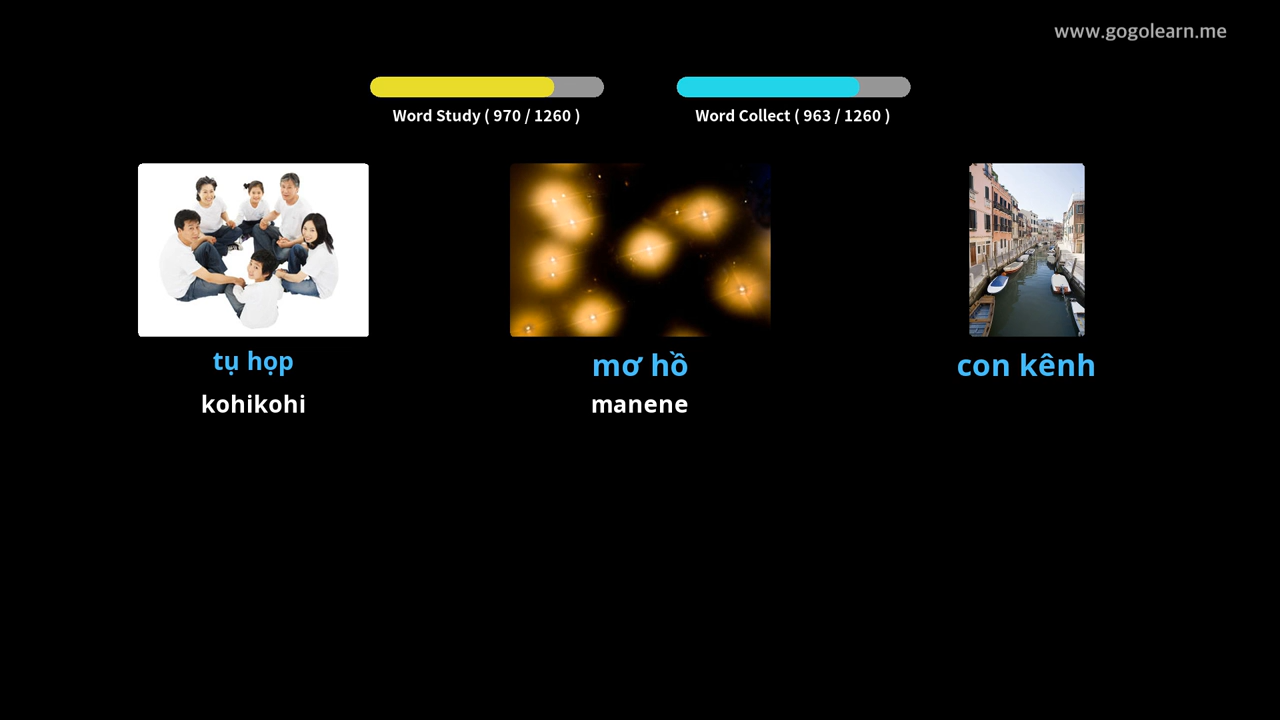 www.gogolearn.me
Word Study ( 970 / 1260 )
Word Collect ( 963 / 1260 )
tụ họp
kohikohi
mơ hồ
manene
con kênh